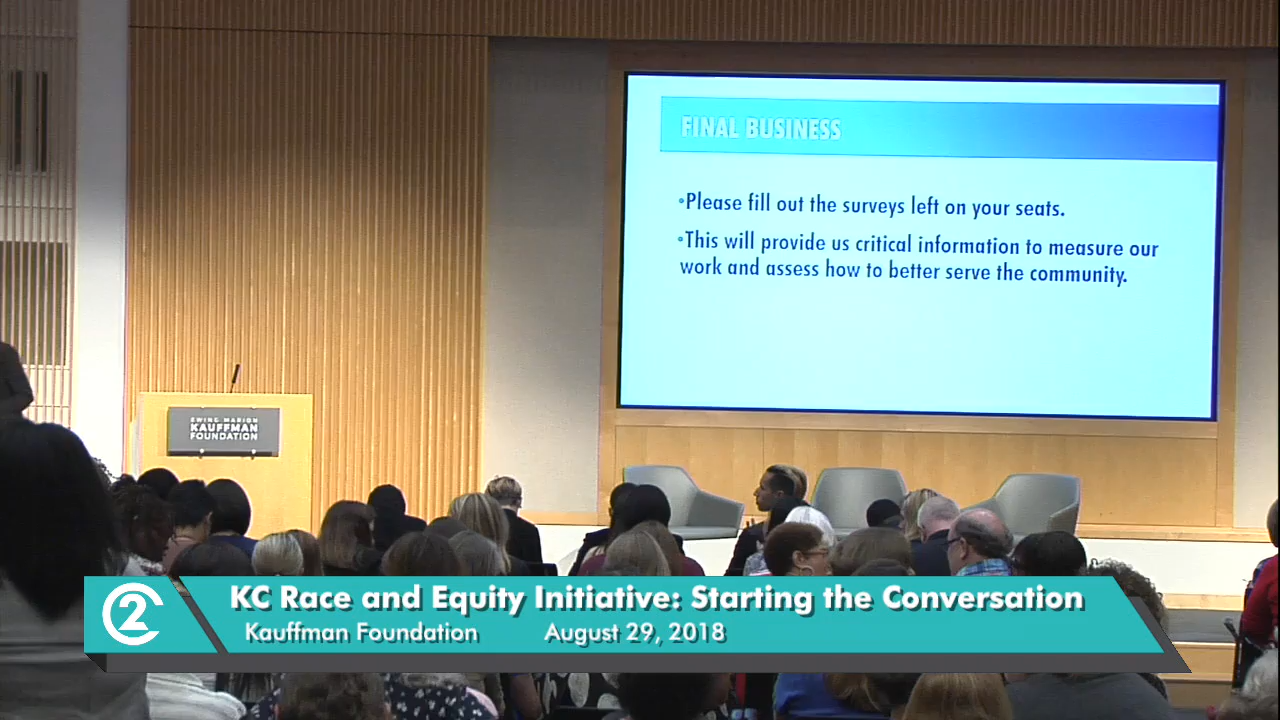 FINAL BUSINESS
•Please fill out the surveys left on your seats.
•This will provide us critical information to measure our
work and assess how to better serve the community.
EWING MARION
KAUFFMAN
FOUNDATION
2
KC Race and Equity Initiative: Starting the Conversation
Kauffman Foundation August 29, 2018